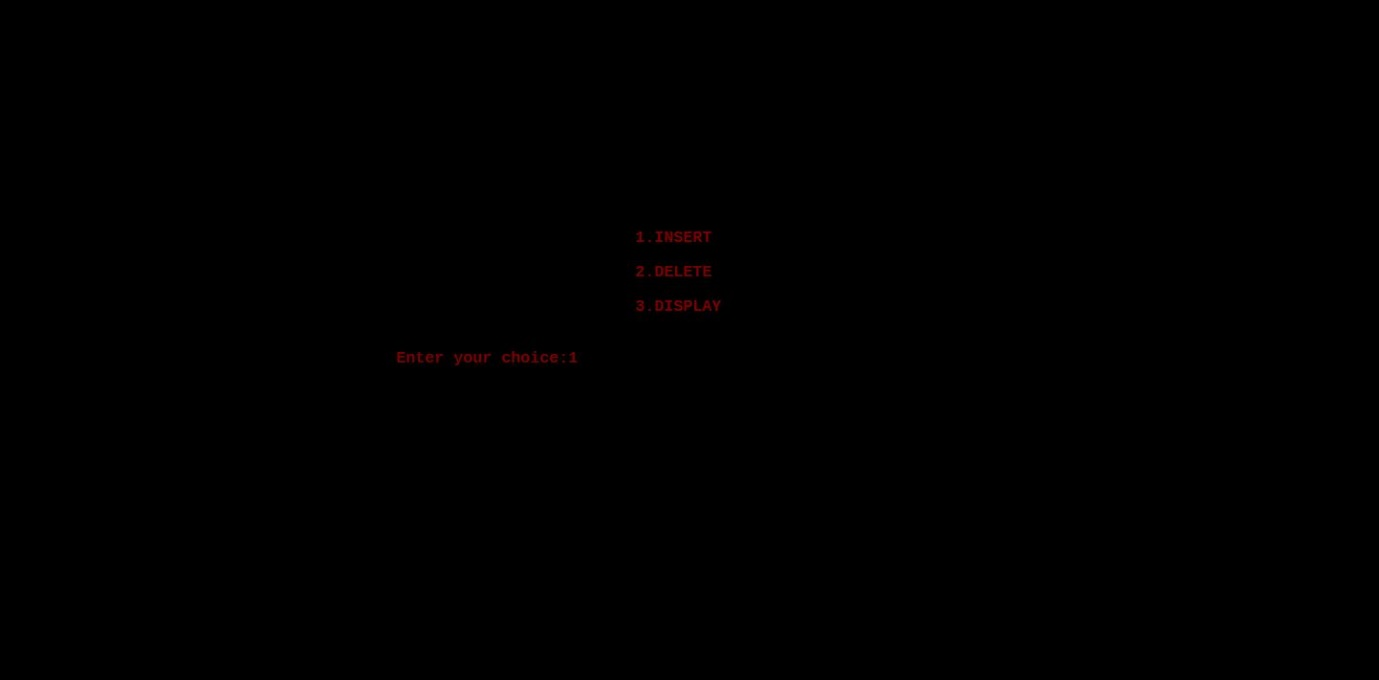 1.INSERT
2.DELETE
3.DISPLAY
Enter your choice:1